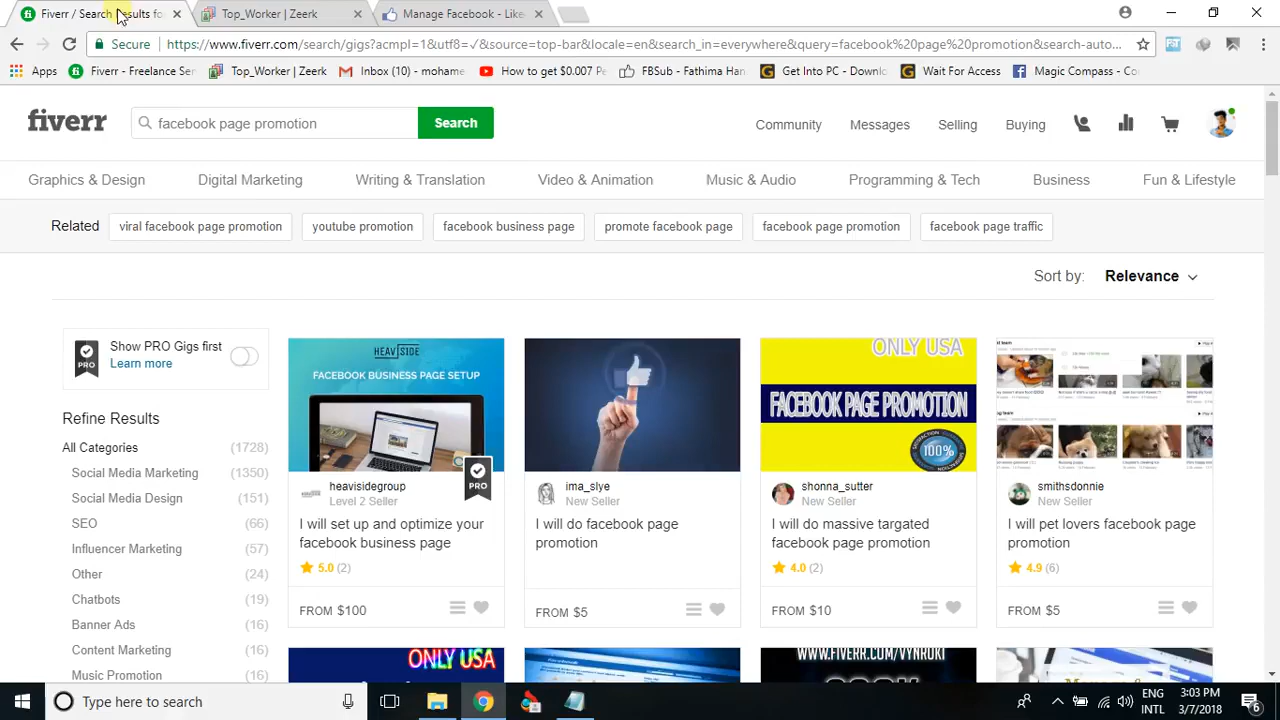 Fiverr / Search Results fo
Top_Worker | Zeerk
Manage Facebook - Like
Secure
https://www.fiverr.com/search/gigs?acmpl=1&utf8=%E2%9C%93&source=top-bar&locale=en&search_in=everywhere&query=facebook%20page%20promotion&search-auto...
Apps
Fiverr - Freelance Ser
Top_Worker | Zeerk
Inbox (10) - mohame
How to get $0.007 Pe
FBSub - Fathima Han
Get Into PC - Downl
Wait For Access
Magic Compass - Co
fiverr
facebook page promotion
Search
Community
Messages
Selling
Buying
Graphics & Design
Digital Marketing
Writing & Translation
Video & Animation
Music & Audio
Programming & Tech
Business
Fun & Lifestyle
Related
viral facebook page promotion
youtube promotion
facebook business page
promote facebook page
facebook page promotion
facebook page traffic
Sort by: Relevance
PRO
Show PRO Gigs first
Learn more
Refine Results
All Categories (1728)
Social Media Marketing (1350)
Social Media Design (151)
SEO (66)
Influencer Marketing (57)
Other (24)
Chatbots (19)
Banner Ads (16)
Content Marketing (16)
Music Promotion
HEAVISIDE
FACEBOOK BUSINESS PAGE SETUP
PRO
heavisidegroup
Level 2 Seller
I will set up and optimize your
facebook business page
5.0 (2)
FROM $100
ima_slye
New Seller
I will do facebook page
promotion
FROM $5
ONLY USA
FACEBOOK PAGE PROMOTION
100%
shonna_sutter
New Seller
I will do massive targated
facebook page promotion
4.0 (2)
FROM $10
smithsdonnie
New Seller
I will pet lovers facebook page
promotion
4.9 (6)
FROM $5
ONLY USA
WWW.FIVERR.COM/VYNRUKI
Type here to search
ENG
INTL
3:03 PM
3/7/2018
6